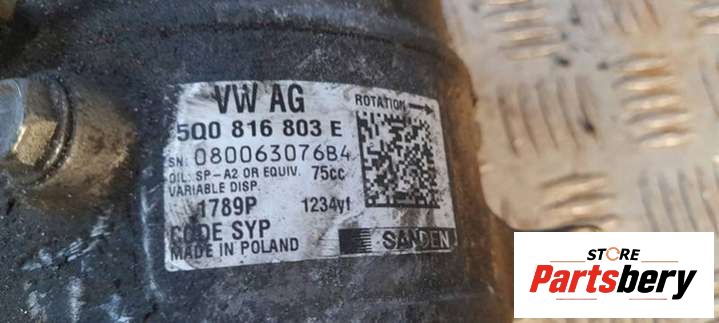 VW AG
ROTATION
5Q0 816 803 E
SN: 080063076B4
OIL: SP-A2 OR EQUIV. 75cc
VARIABLE DISP.
1789P 1234yf
CODE SYP
MADE IN POLAND
SANDEN
STORE
Partsbery